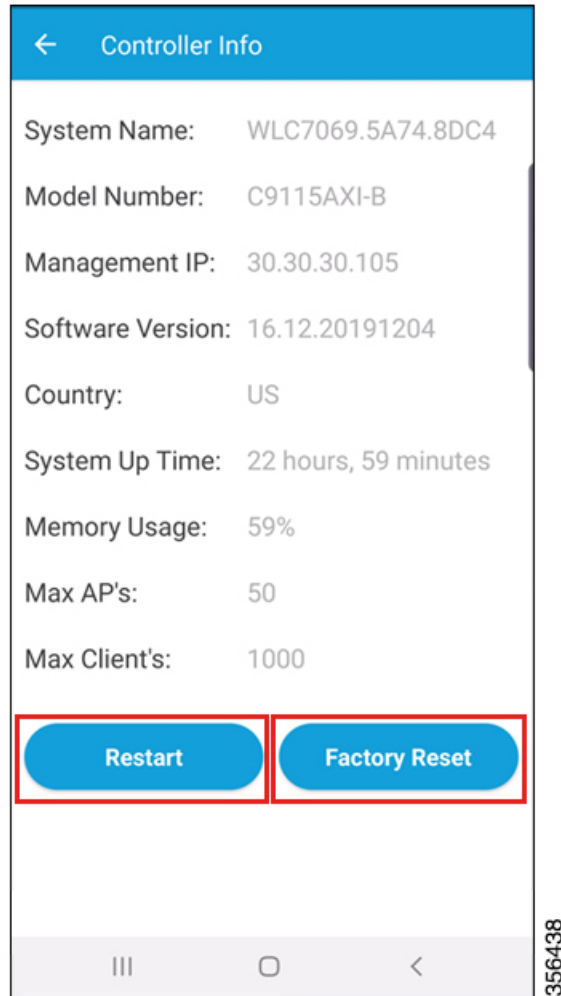 Controller Info
System Name: WLC7069.5A74.8DC4
Model Number: C9115AXI-B
Management IP: 30.30.30.105
Software Version: 16.12.20191204
Country: US
System Up Time: 22 hours, 59 minutes
Memory Usage: 59%
Max AP's: 50
Max Client's: 1000
Restart Factory Reset
356438